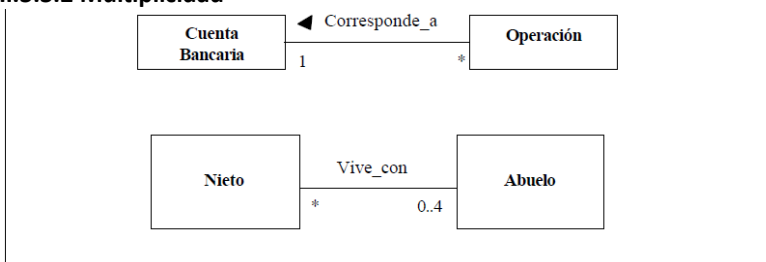 Multiplicidad
Cuenta
Bancaria
◄ Corresponde_a
Operación
1
*
Nieto
Vive_con
Abuelo
*
0..4